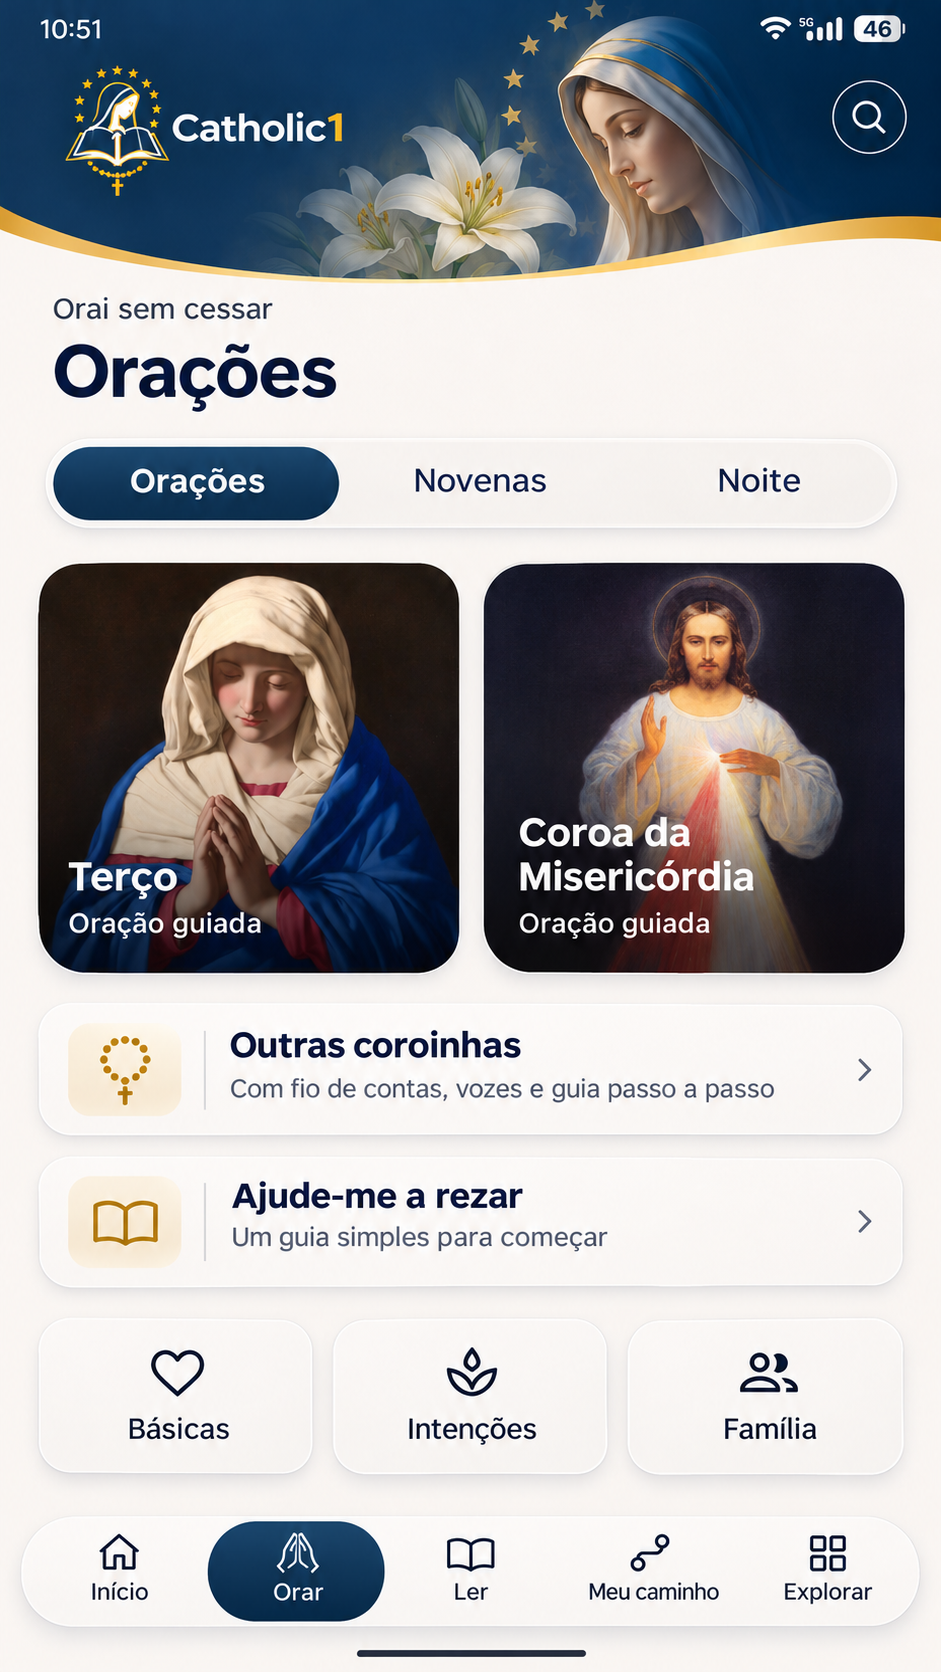 10:51
5G
46
Catholic1
Orai sem cessar
Orações
Orações
Novenas
Noite
Terço
Oração guiada
Coroa da
Misericórdia
Oração guiada
Outras coroinhas
Com fio de contas, vozes e guia passo a passo
Ajude-me a rezar
Um guia simples para começar
Básicas
Intenções
Família
Início
Orar
Ler
Meu caminho
Explorar